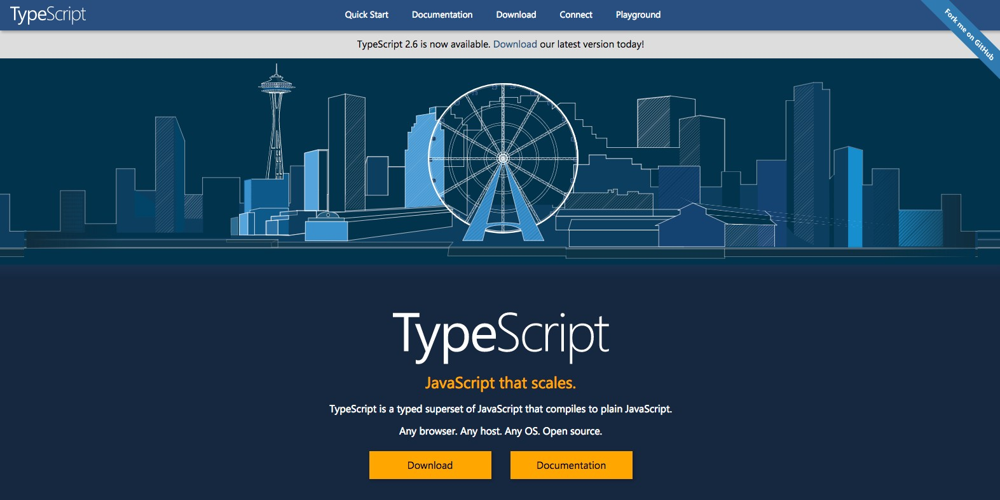 TypeScript
Quick Start
Documentation
Download
Connect
Playground
Fork me on GitHub
TypeScript 2.6 is now available. Download our latest version today!
TypeScript
JavaScript that scales.
TypeScript is a typed superset of JavaScript that compiles to plain JavaScript.
Any browser. Any host. Any OS. Open source.
Download
Documentation